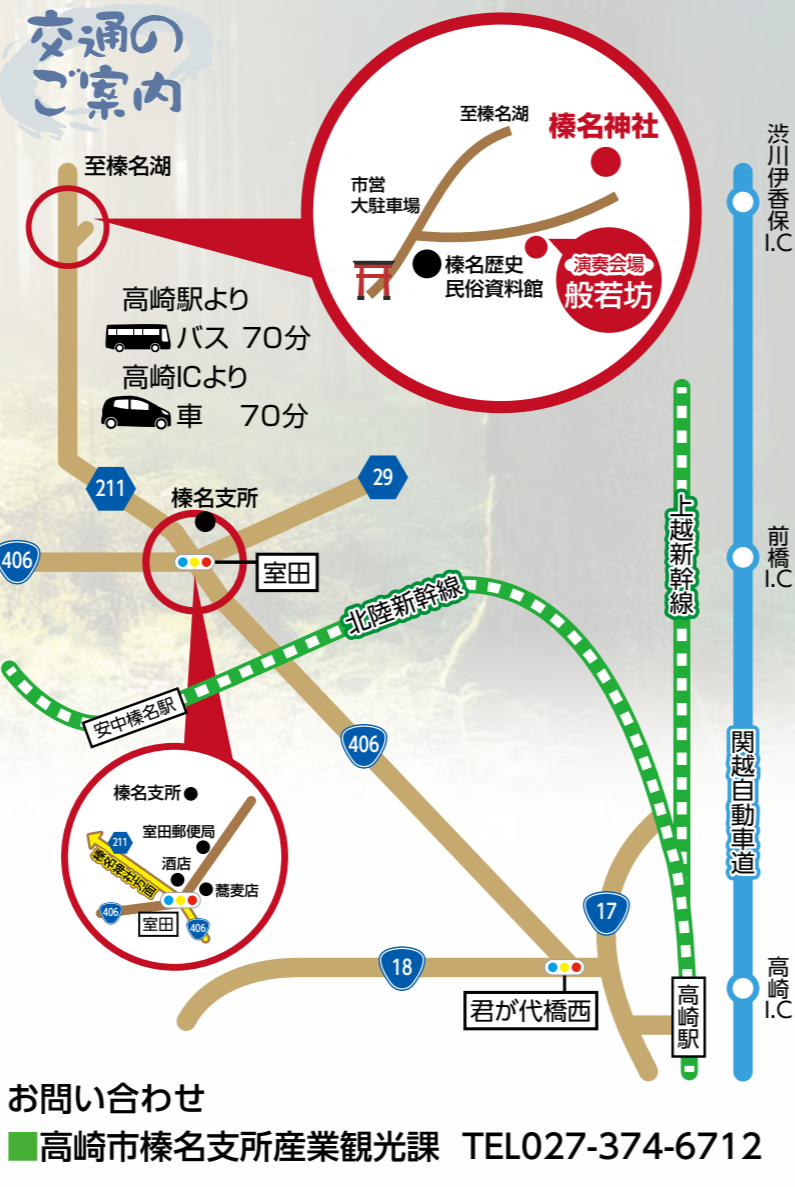 交通の
ご案内
至榛名湖
至榛名湖
榛名神社
市営
大駐車場
榛名歴史
民俗資料館
演奏会場
般若坊
高崎駅より
バス 70分
高崎ICより
車 70分
渋川伊香保I.C
211
榛名支所
29
406
室田
上越新幹線
前橋I.C
北陸新幹線
安中榛名駅
406
関越自動車道
榛名支所
室田郵便局
211
酒店
榛名神社方面
蕎麦店
406
室田
406
17
18
君が代橋西
高崎駅
高崎I.C
お問い合わせ
■高崎市榛名支所産業観光課 TEL027-374-6712